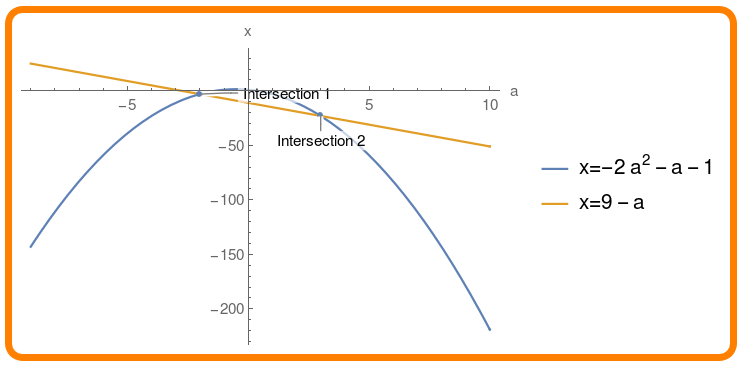 x
a
−5
5
10
−50
−100
−150
−200
Intersection 1
Intersection 2
x=−2 a² − a − 1
x=9 − a